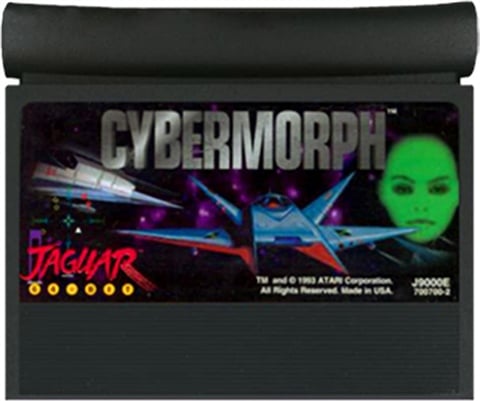 CYBERMORPH™
JAGUAR
64-BIT
TM and © 1993 ATARI Corporation.
All Rights Reserved. Made in USA.
J9000E
700700-2